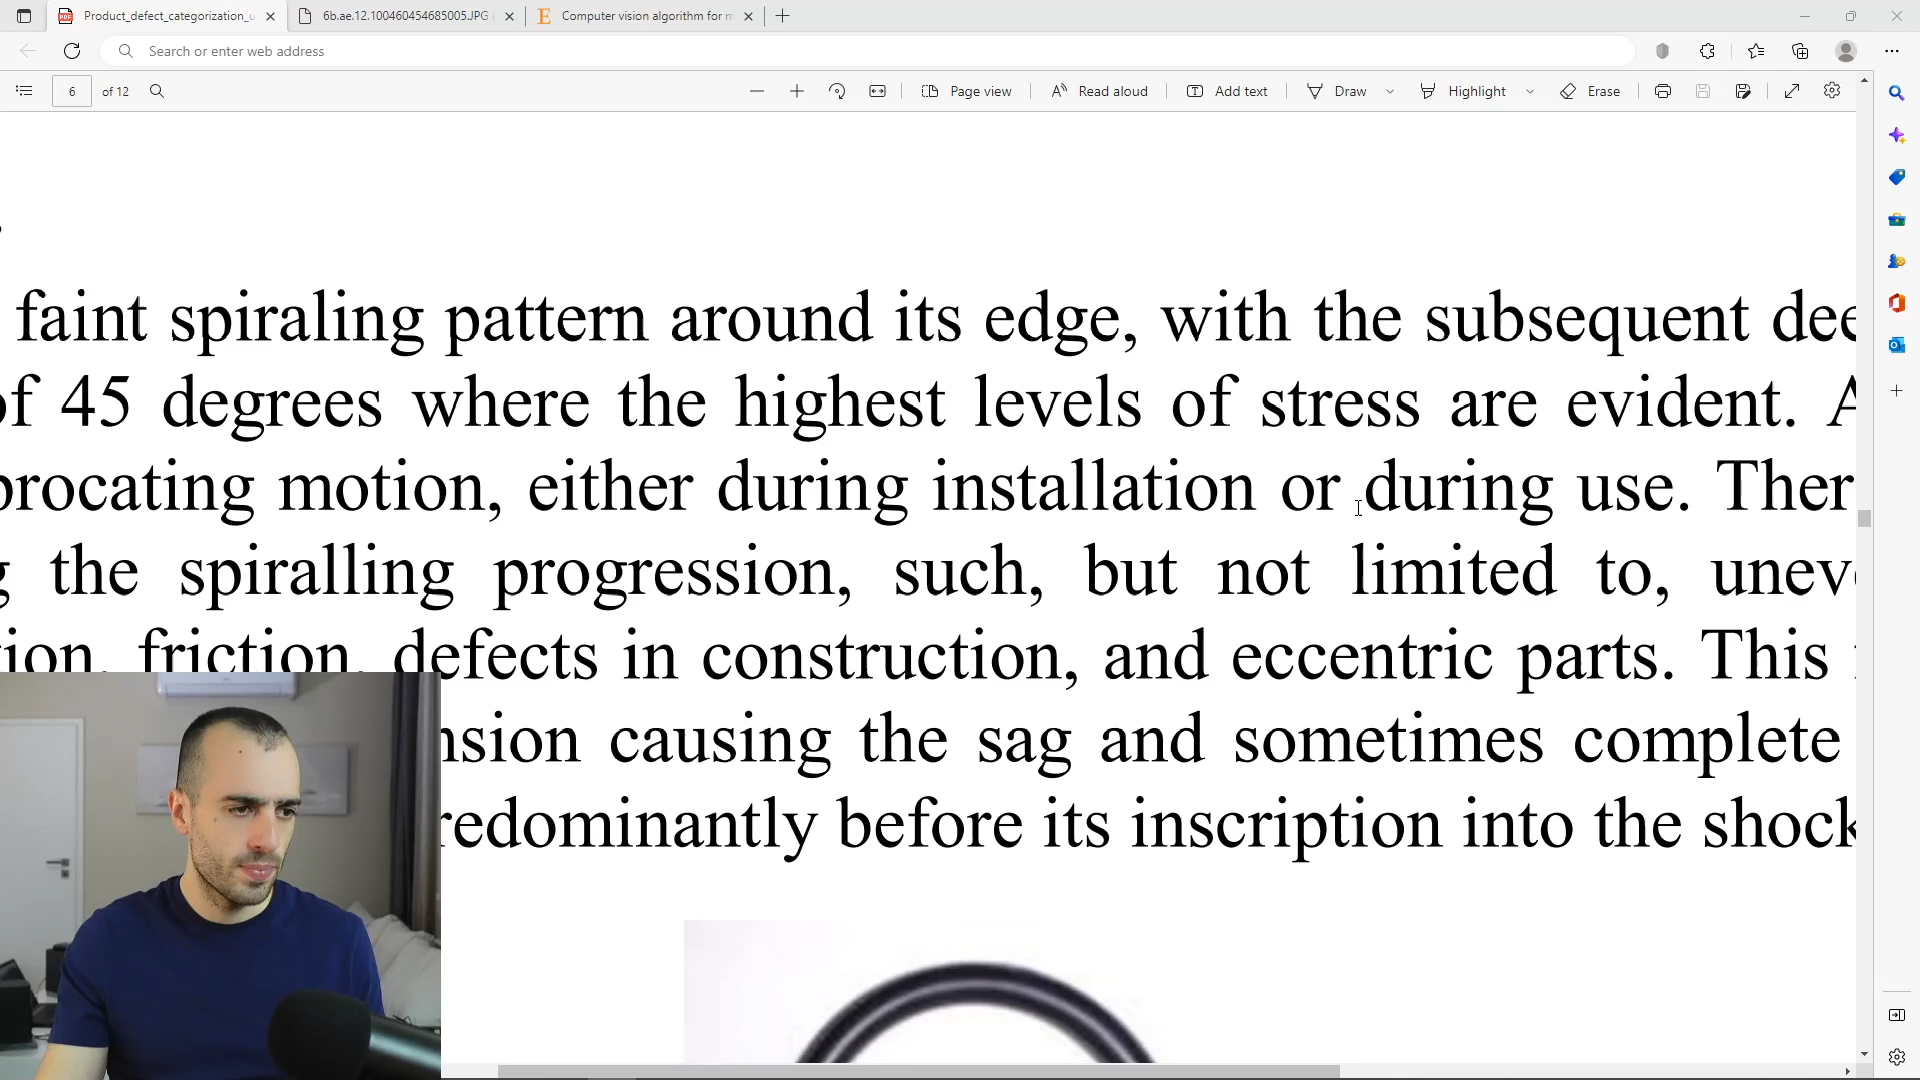 Product_defect_categorization_u
6b.ae.12.100460454685005.JPG
Computer vision algorithm for m
Search or enter web address
6 of 12
Page view
Read aloud
Add text
Draw
Highlight
Erase
faint spiraling pattern around its edge, with the subsequent dee
of 45 degrees where the highest levels of stress are evident. A
procating motion, either during installation or during use. Ther
g the spiralling progression, such, but not limited to, unev
ion, friction, defects in construction, and eccentric parts. This
nsion causing the sag and sometimes complete
redominantly before its inscription into the shock